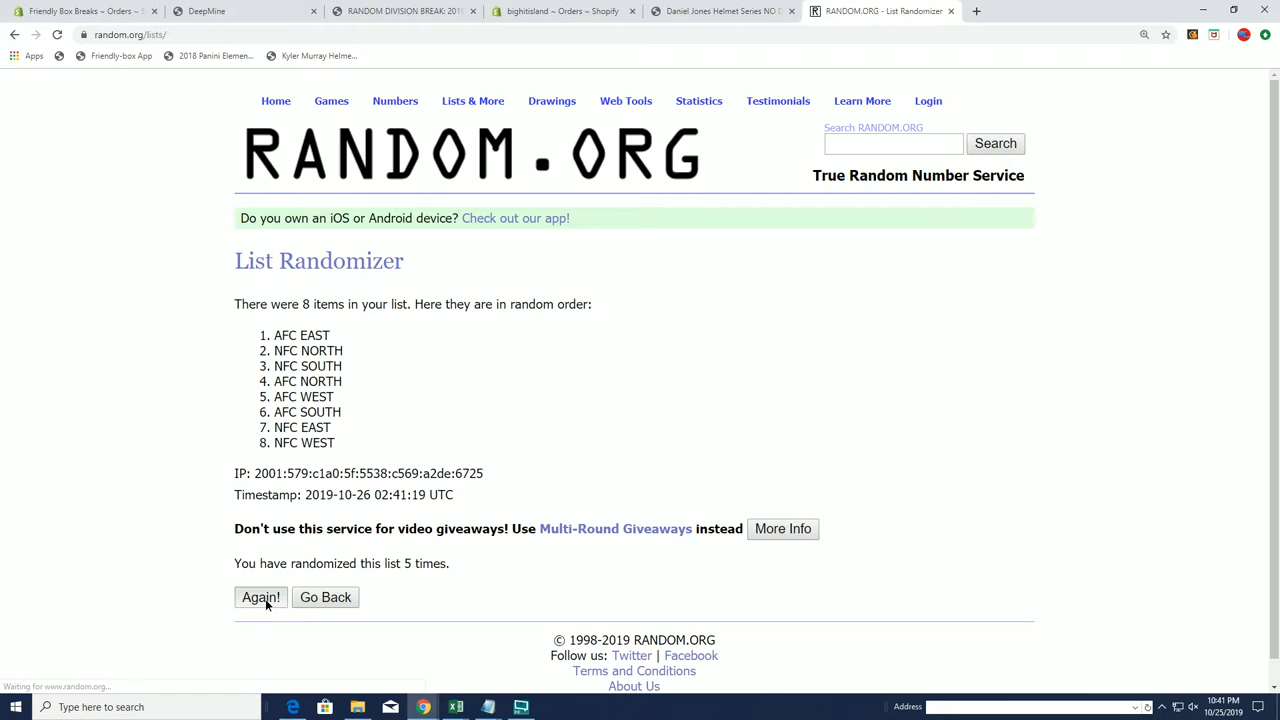 Friendly Box Breaks ~ Orders ~ S
DeepMine
RANDOM DIVISION BREAK: 2019
bighitisland ~ Orders ~ Shopify
Daniel Jones Helmet Series NO D
RANDOM.ORG - List Randomizer
random.org/lists/
Apps
Friendly-box App
2018 Panini Elemen...
Kyler Murray Helme...
Home
Games
Numbers
Lists & More
Drawings
Web Tools
Statistics
Testimonials
Learn More
Login
RANDOM.ORG
Search RANDOM.ORG
Search
True Random Number Service
Do you own an iOS or Android device? Check out our app!
List Randomizer
There were 8 items in your list. Here they are in random order:
1. AFC EAST
2. NFC NORTH
3. NFC SOUTH
4. AFC NORTH
5. AFC WEST
6. AFC SOUTH
7. NFC EAST
8. NFC WEST
IP: 2001:579:c1a0:5f:5538:c569:a2de:6725
Timestamp: 2019-10-26 02:41:19 UTC
Don't use this service for video giveaways! Use Multi-Round Giveaways instead More Info
You have randomized this list 5 times.
Again! Go Back
© 1998-2019 RANDOM.ORG
Follow us: Twitter | Facebook
Terms and Conditions
About Us
Waiting for www.random.org...
Type here to search
Address
10:41 PM
10/25/2019